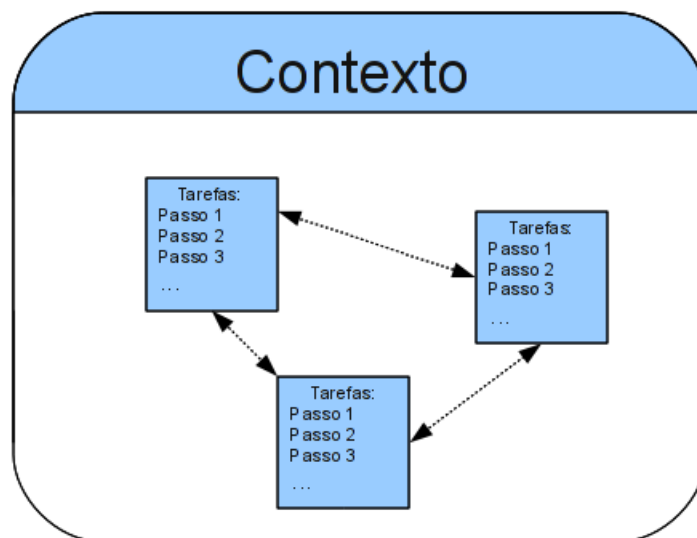 Contexto
Tarefas:
Passo 1
Passo 2
Passo 3
...
Tarefas:
Passo 1
Passo 2
Passo 3
...
Tarefas:
Passo 1
Passo 2
Passo 3
...